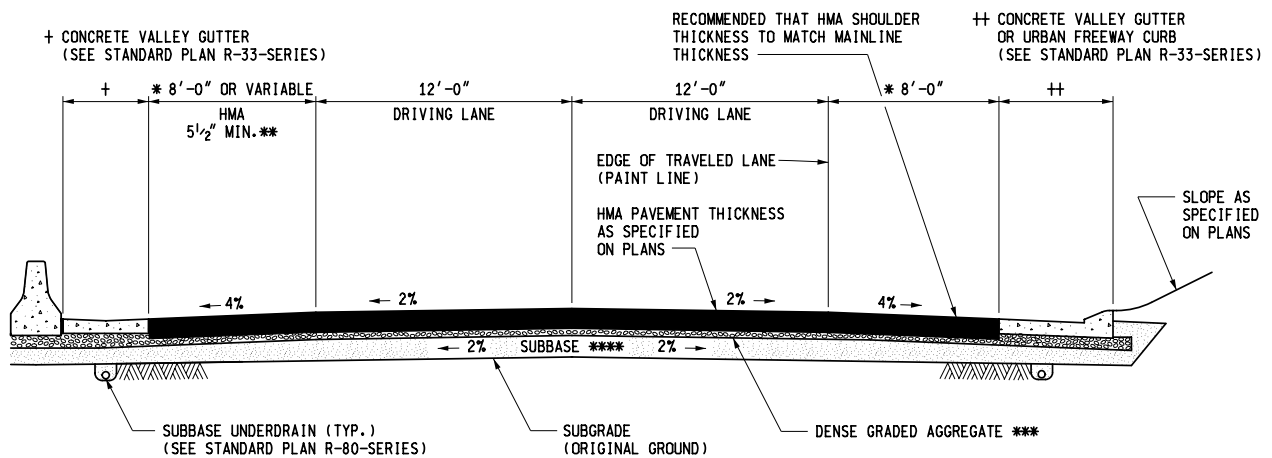 + CONCRETE VALLEY GUTTER
(SEE STANDARD PLAN R-33-SERIES)
RECOMMENDED THAT HMA SHOULDER
THICKNESS TO MATCH MAINLINE
THICKNESS
++ CONCRETE VALLEY GUTTER
OR URBAN FREEWAY CURB
(SEE STANDARD PLAN R-33-SERIES)
+
* 8'-0" OR VARIABLE
HMA
5 1/2" MIN.**
12'-0"
DRIVING LANE
12'-0"
DRIVING LANE
* 8'-0"
++
EDGE OF TRAVELED LANE
(PAINT LINE)
HMA PAVEMENT THICKNESS
AS SPECIFIED
ON PLANS
SLOPE AS
SPECIFIED
ON PLANS
4%
2%
2%
4%
2% SUBBASE **** 2%
SUBBASE UNDERDRAIN (TYP.)
(SEE STANDARD PLAN R-80-SERIES)
SUBGRADE
(ORIGINAL GROUND)
DENSE GRADED AGGREGATE ***